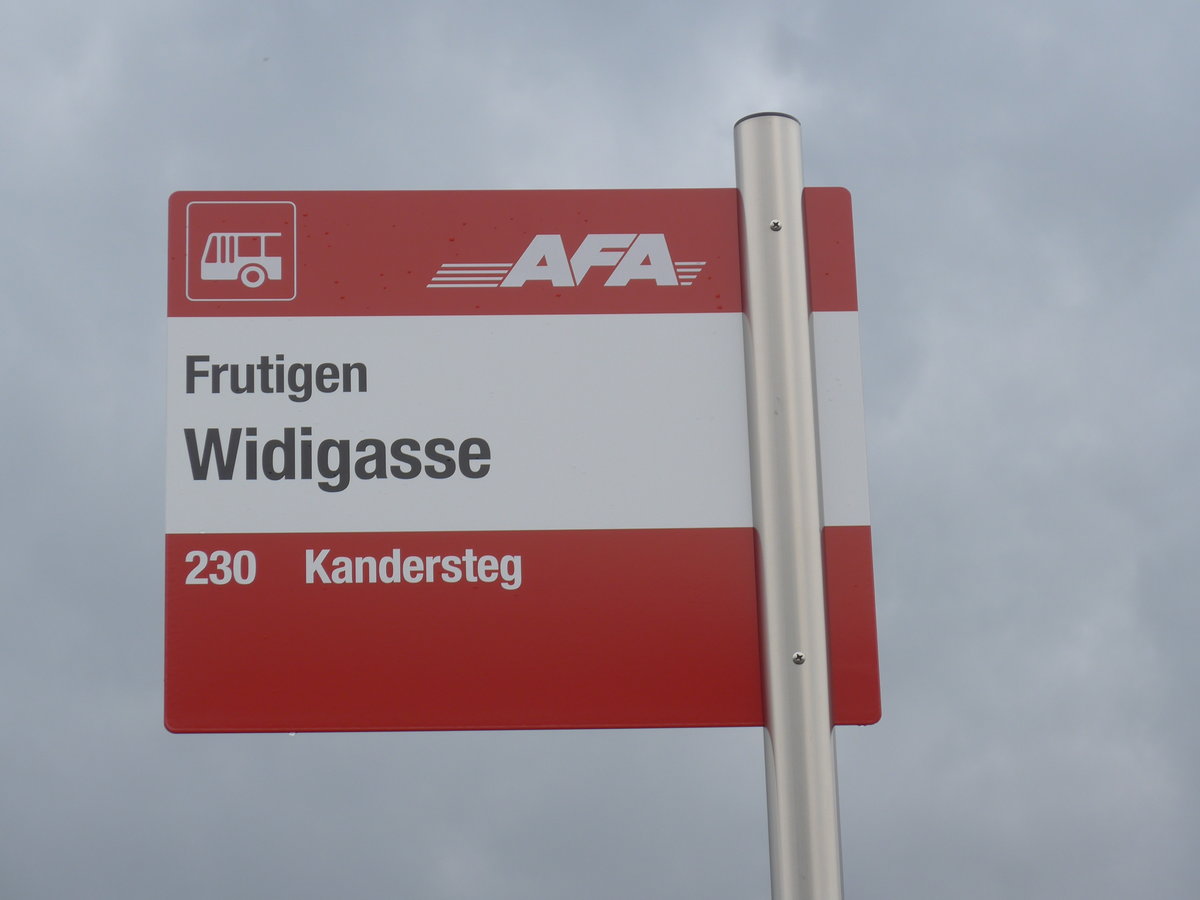 AFA
Frutigen
Widigasse
230 Kandersteg